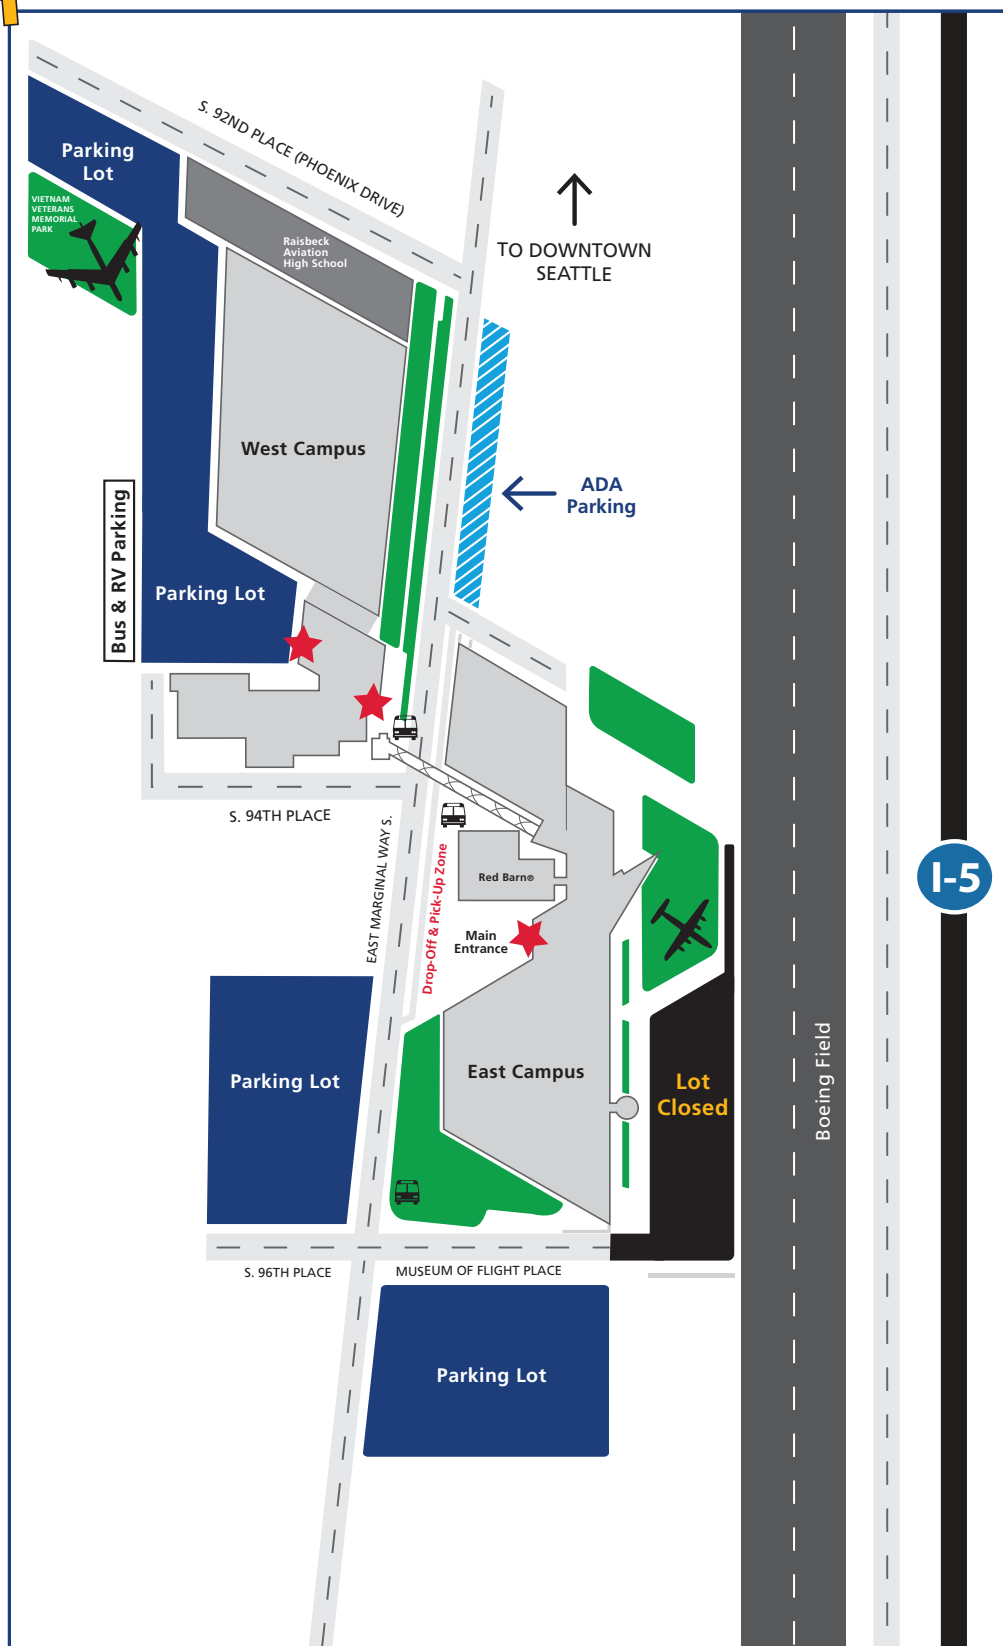 S. 92ND PLACE (PHOENIX DRIVE)
Parking
Lot
VIETNAM
VETERANS
MEMORIAL
PARK
Raisbeck
Aviation
High School
TO DOWNTOWN
SEATTLE
West Campus
ADA
Parking
Bus & RV Parking
Parking Lot
S. 94TH PLACE
EAST MARGINAL WAY S.
Drop-Off & Pick-Up Zone
Red Barn®
Main
Entrance
I-5
Parking Lot
East Campus
Lot
Closed
Boeing Field
S. 96TH PLACE
MUSEUM OF FLIGHT PLACE
Parking Lot